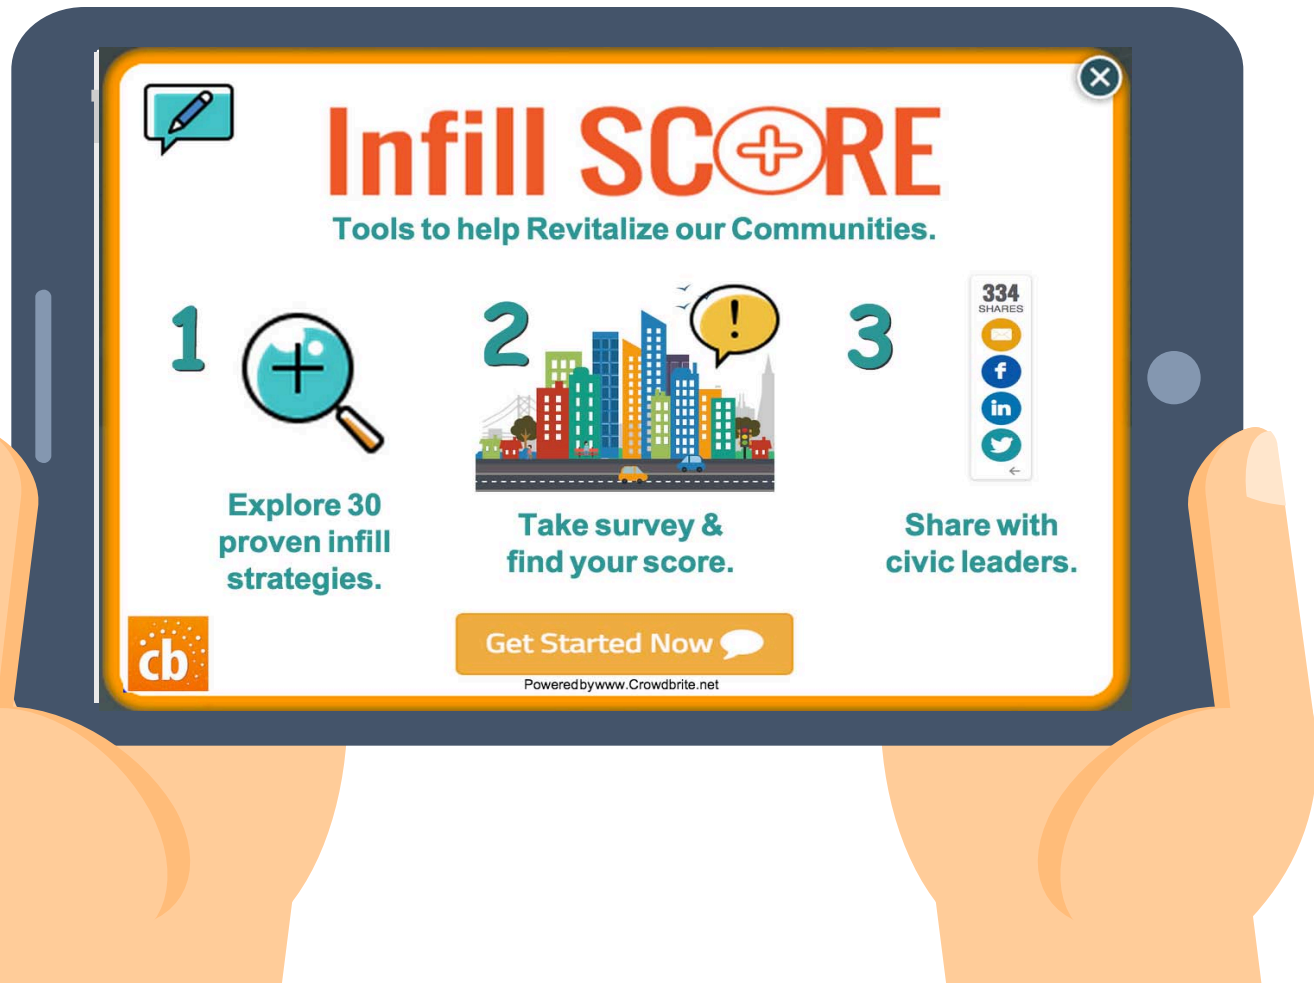 Infill SCORE
Tools to help Revitalize our Communities.
1
2
3
!
334
SHARES
f
in
Explore 30
proven infill
strategies.
Take survey &
find your score.
Share with
civic leaders.
cb
Get Started Now
Poweredbywww.Crowdbrite.net